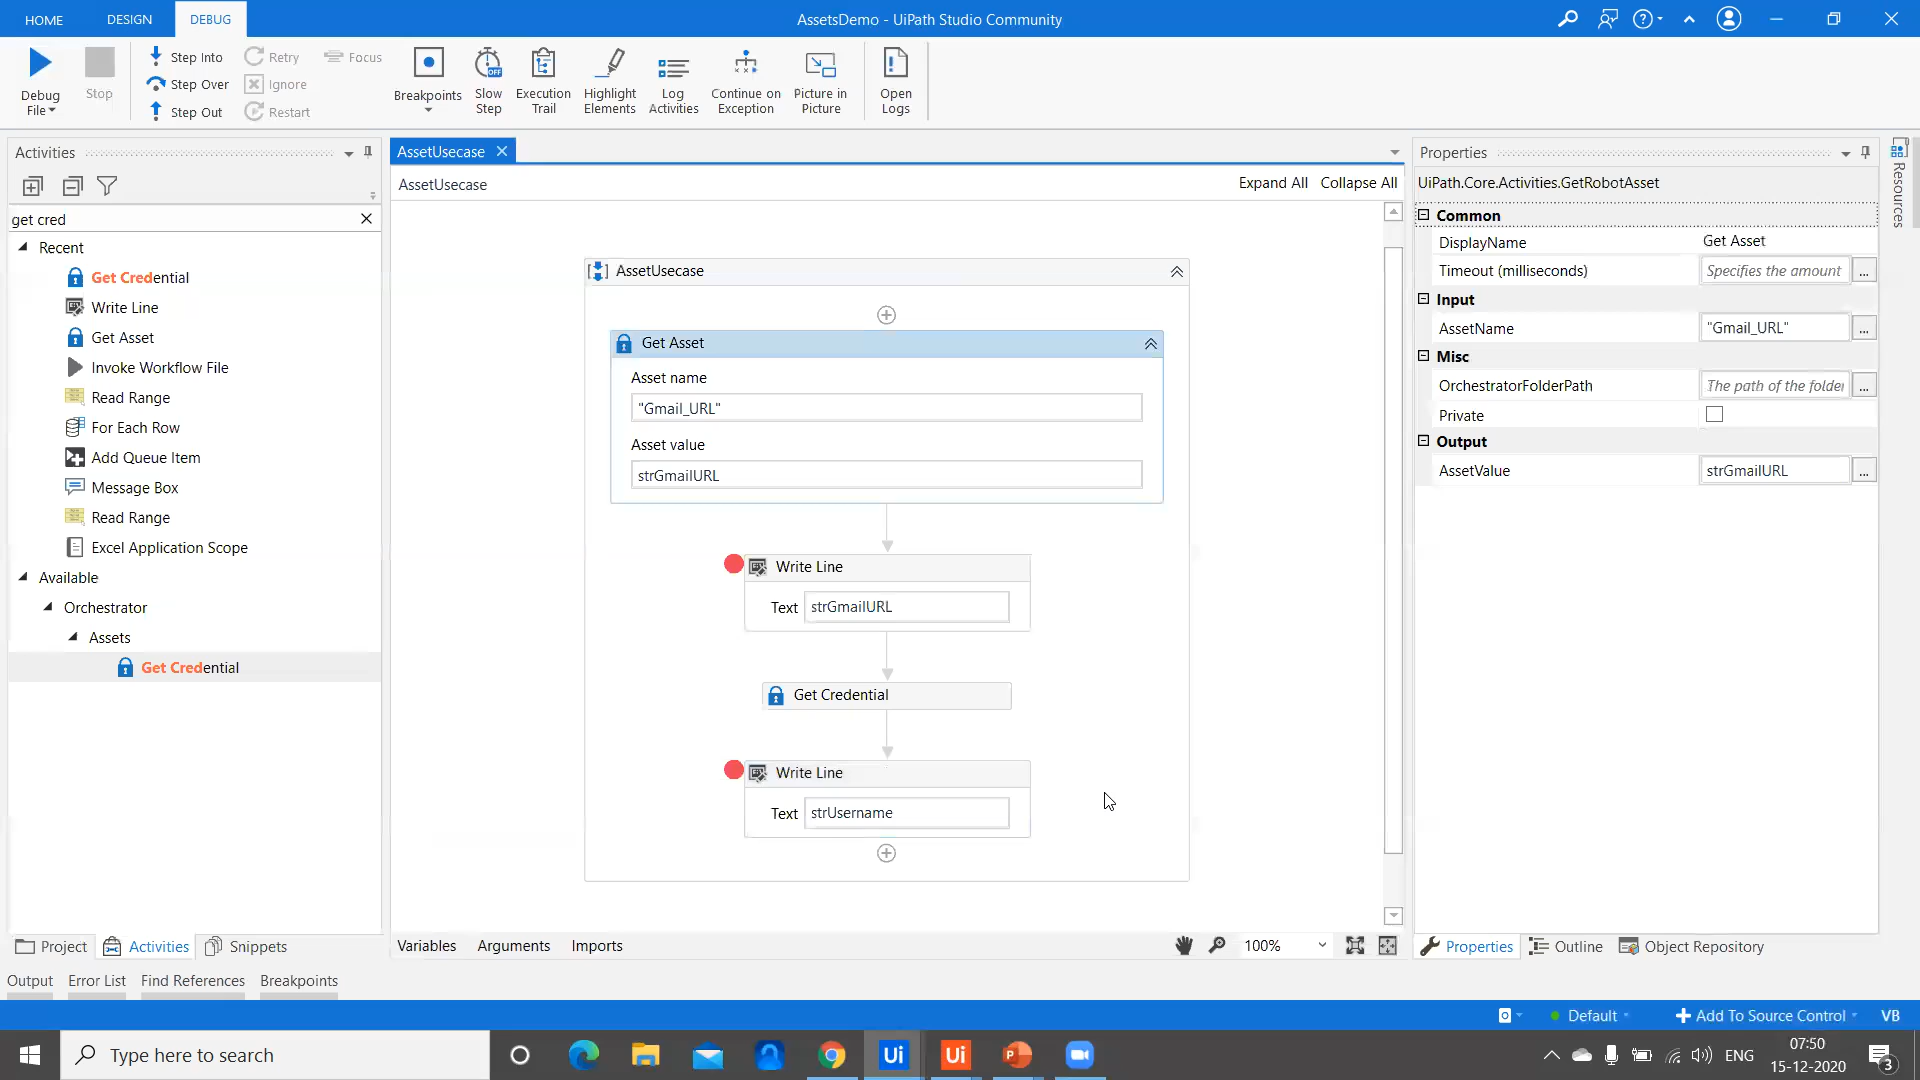 HOME DESIGN DEBUG
AssetsDemo - UiPath Studio Community
Debug File
Stop
Step Into
Step Over
Step Out
Retry
Ignore
Restart
Focus
Breakpoints
Slow Step
Execution Trail
Highlight Elements
Log Activities
Continue on Exception
Picture in Picture
Open Logs
Activities
get cred
Recent
Get Credential
Write Line
Get Asset
Invoke Workflow File
Read Range
For Each Row
Add Queue Item
Message Box
Read Range
Excel Application Scope
Available
Orchestrator
Assets
Get Credential
Project Activities Snippets
AssetUsecase
AssetUsecase
Expand All Collapse All
AssetUsecase
Get Asset
Asset name
"Gmail_URL"
Asset value
strGmailURL
Write Line
Text strGmailURL
Get Credential
Write Line
Text strUsername
Variables Arguments Imports
100%
Properties
UiPath.Core.Activities.GetRobotAsset
Common
DisplayName Get Asset
Timeout (milliseconds) Specifies the amount ...
Input
AssetName "Gmail_URL" ...
Misc
OrchestratorFolderPath The path of the folder ...
Private
Output
AssetValue strGmailURL ...
Properties Outline Object Repository
Resources
Output Error List Find References Breakpoints
Default Add To Source Control VB
Type here to search
Ui Ui
ENG
07:50
15-12-2020
3